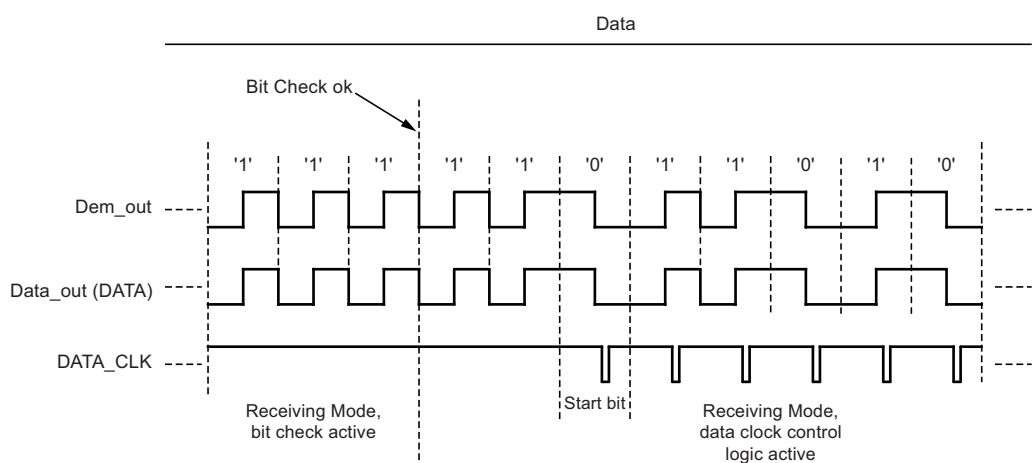 Data
Bit Check ok
'1' '1' '1' '1' '1' '0' '1' '1' '0' '1' '0'
Dem_out
Data_out (DATA)
DATA_CLK
Receiving Mode,
bit check active
Start bit
Receiving Mode,
data clock control
logic active